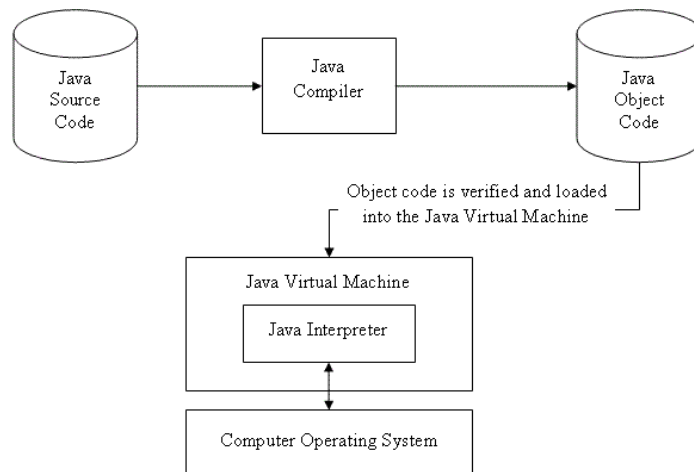 Java
Source
Code
Java
Compiler
Java
Object
Code
Object code is verified and loaded
into the Java Virtual Machine
Java Virtual Machine
Java Interpreter
Computer Operating System